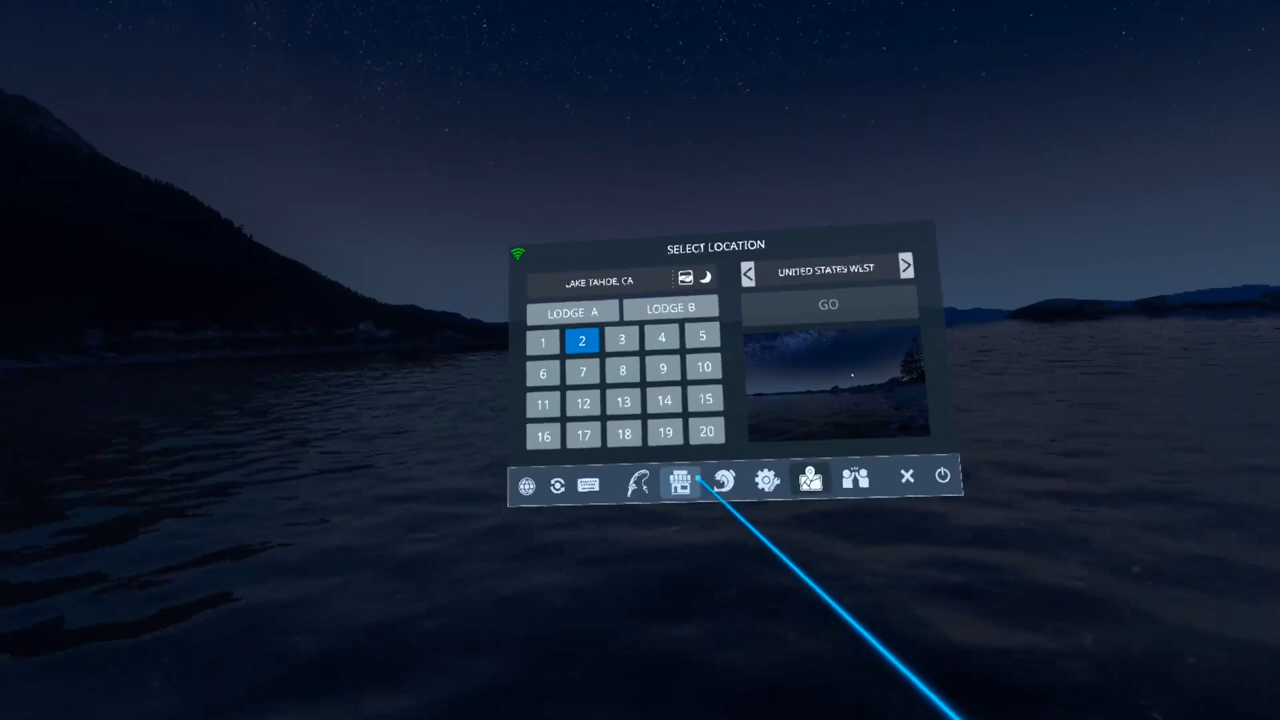 SELECT LOCATION
LAKE TAHOE, CA
UNITED STATES WEST
LODGE A
LODGE B
GO
1 2 3 4 5
6 7 8 9 10
11 12 13 14 15
16 17 18 19 20